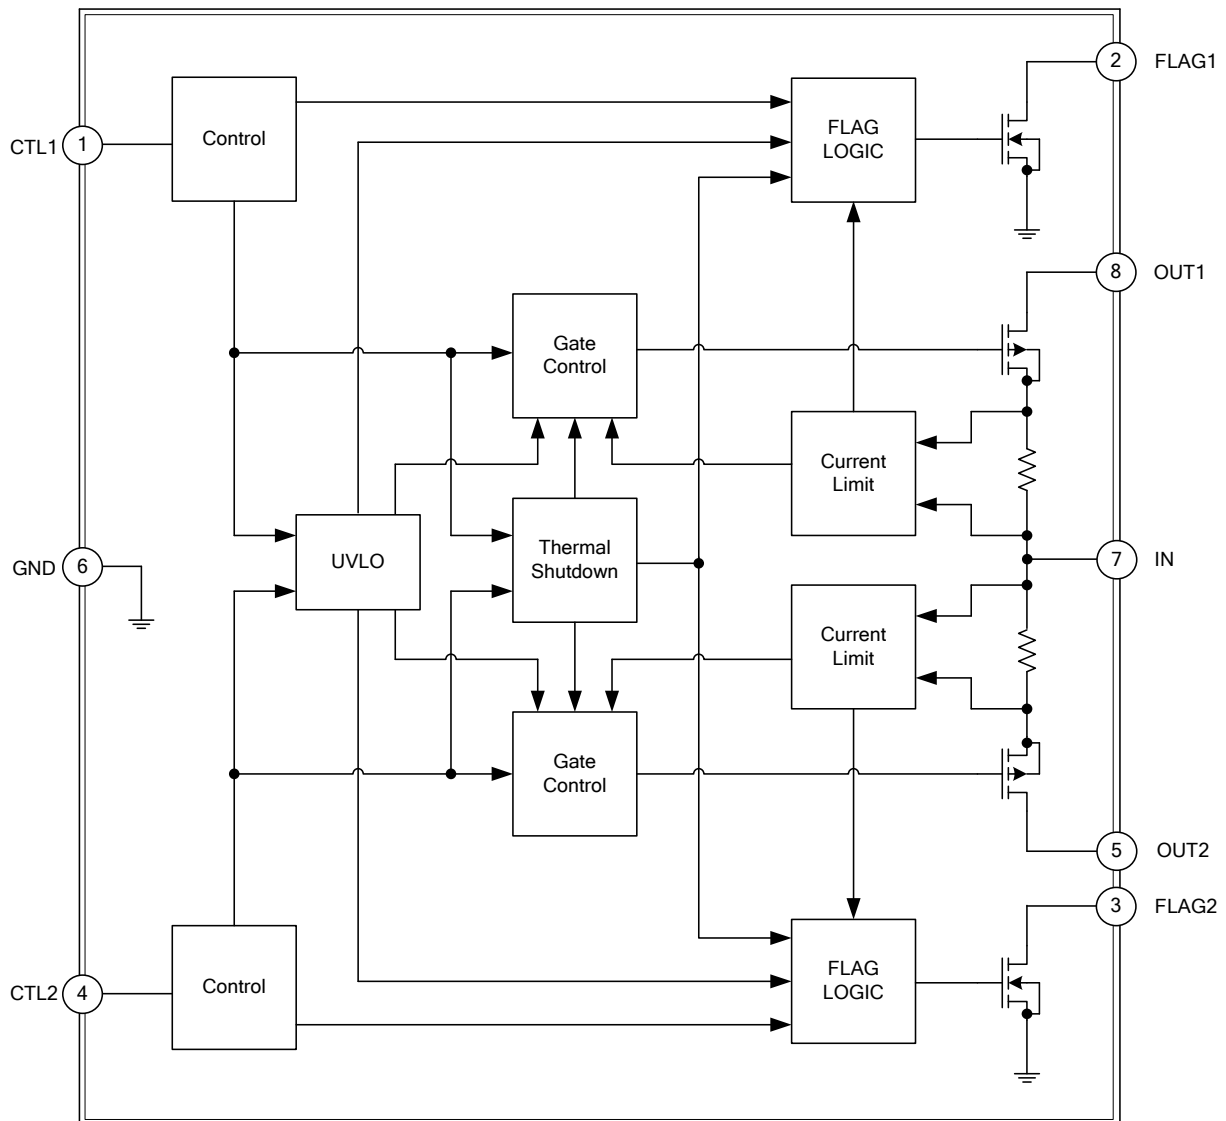 2 FLAG1
CTL1 1
Control
FLAG
LOGIC
8 OUT1
Gate
Control
Current
Limit
GND 6
UVLO
Thermal
Shutdown
7 IN
Current
Limit
Gate
Control
5 OUT2
3 FLAG2
CTL2 4
Control
FLAG
LOGIC